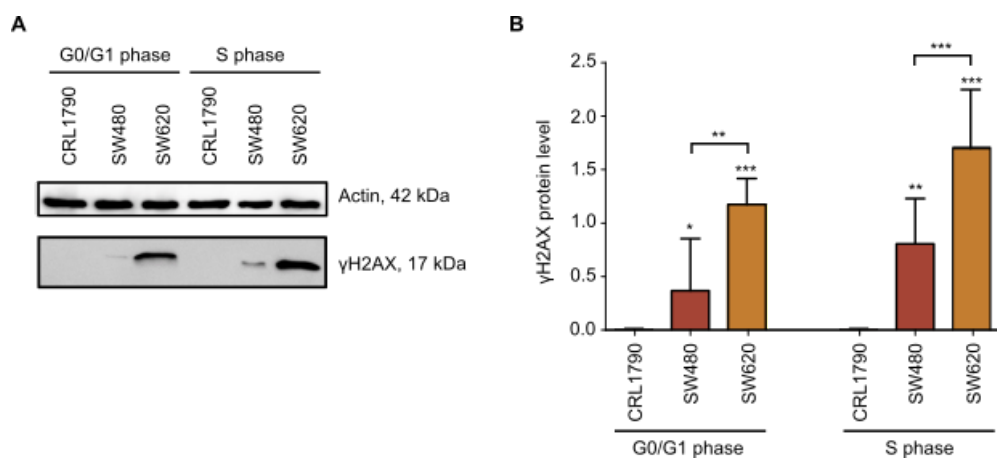 A
G0/G1 phase S phase
CRL1790 SW480 SW620 CRL1790 SW480 SW620
Actin, 42 kDa
γH2AX, 17 kDa
B
γH2AX protein level
2.5
2.0
1.5
1.0
0.5
0.0
*
**
***
**
***
***
CRL1790 SW480 SW620 CRL1790 SW480 SW620
G0/G1 phase S phase